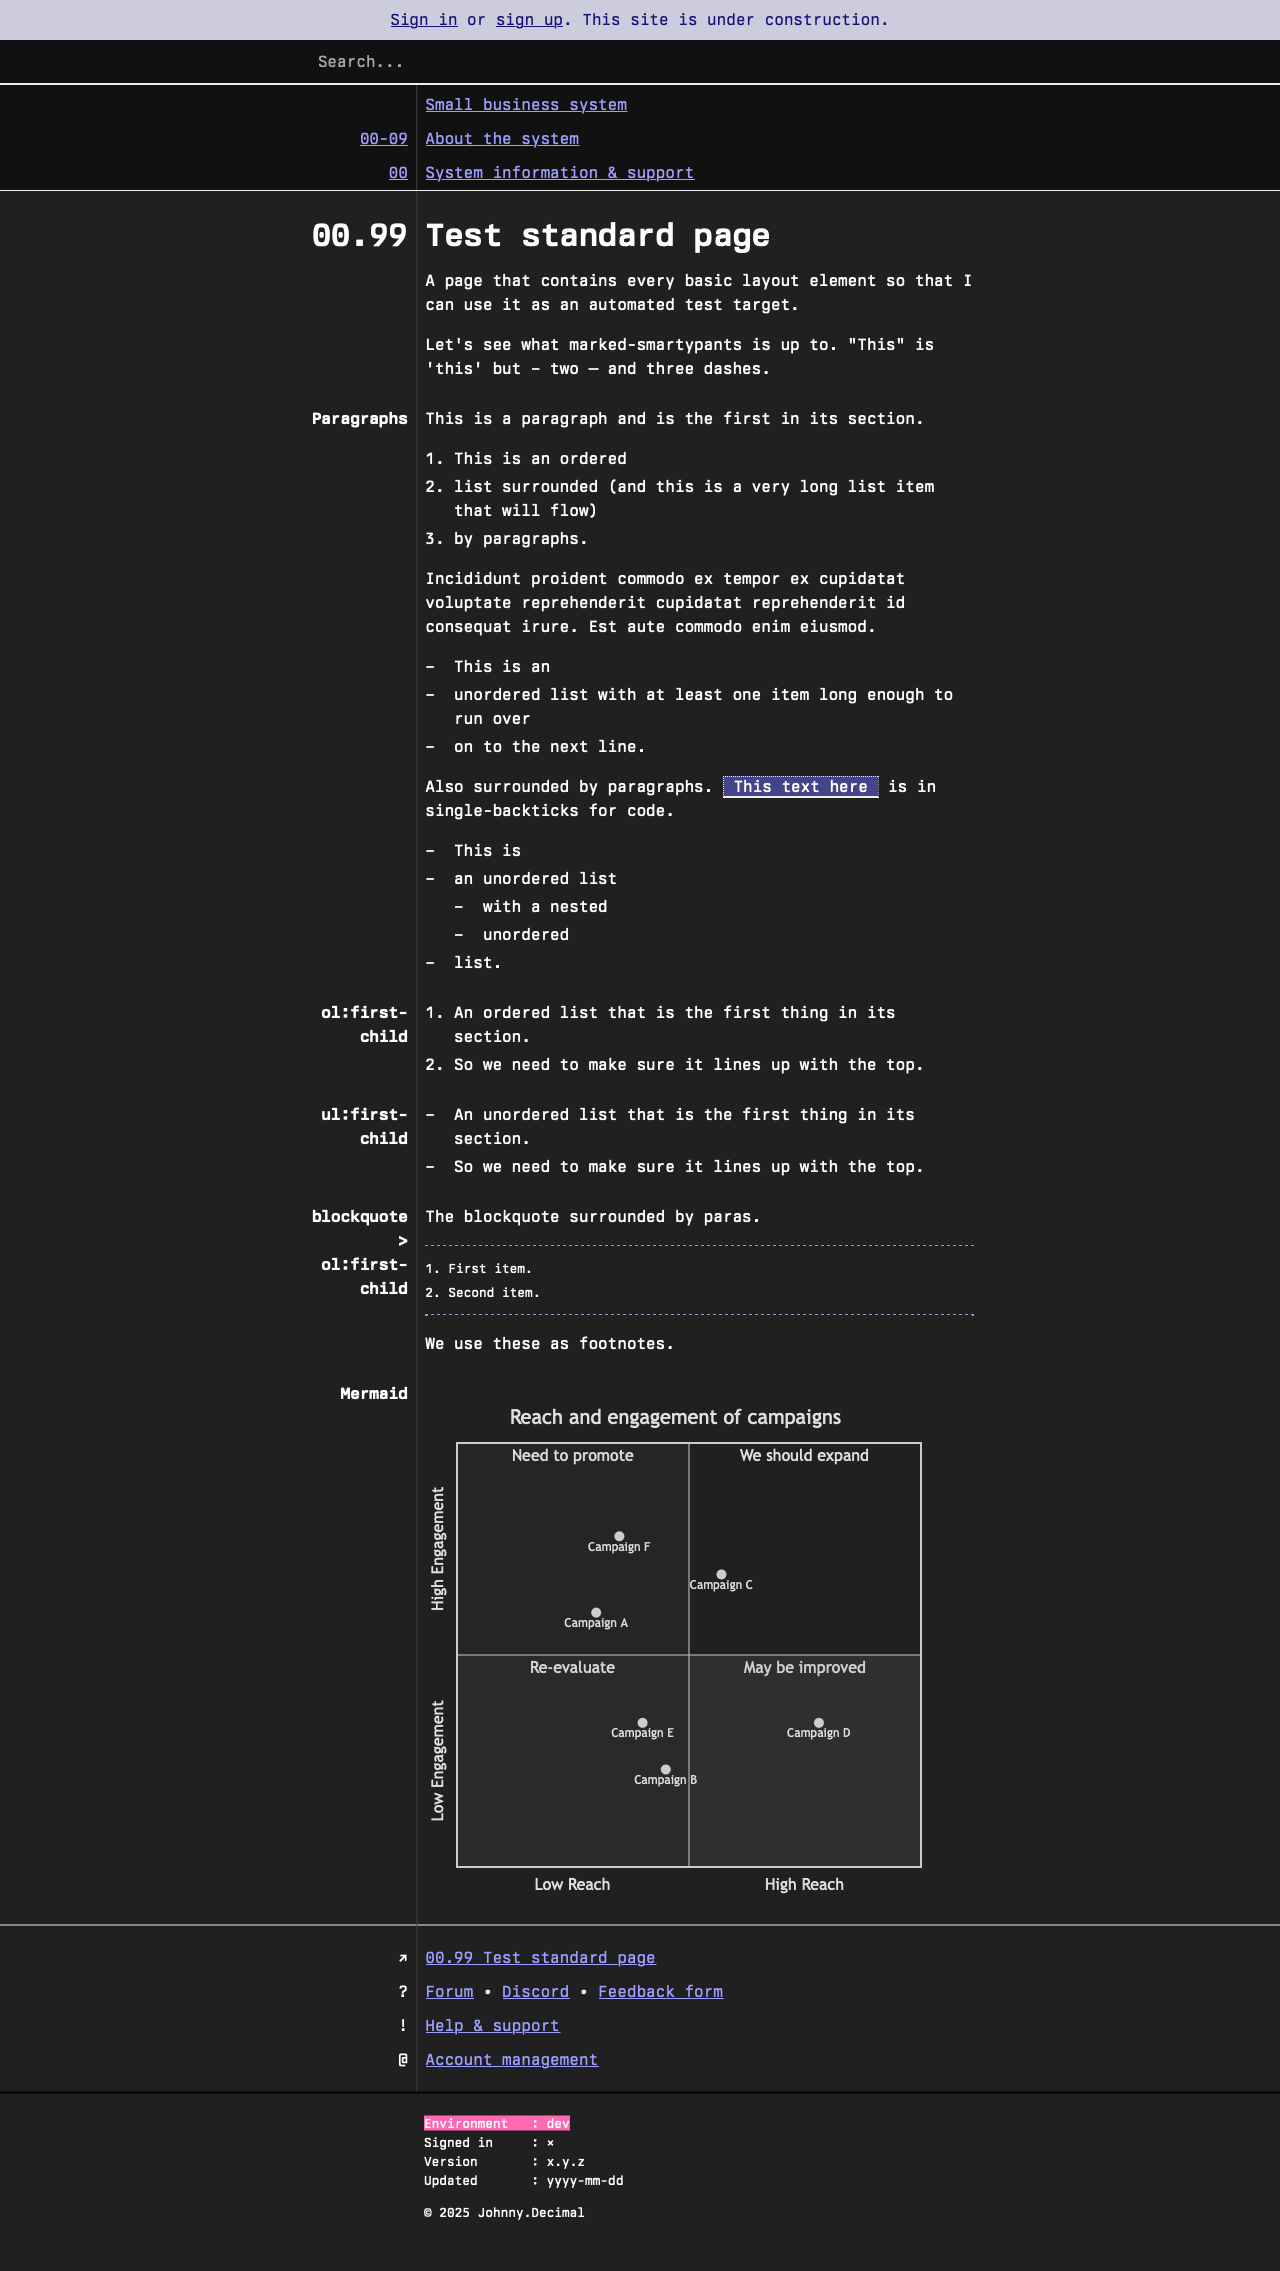 Sign in or sign up. This site is under construction.
Search...
Small business system
00-09 About the system
00 System information & support
00.99 Test standard page
A page that contains every basic layout element so that I
can use it as an automated test target.
Let's see what marked-smartypants is up to. "This" is
'this' but – two — and three dashes.
Paragraphs This is a paragraph and is the first in its section.
1. This is an ordered
2. list surrounded (and this is a very long list item
that will flow)
3. by paragraphs.
Incididunt proident commodo ex tempor ex cupidatat
voluptate reprehenderit cupidatat reprehenderit id
consequat irure. Est aute commodo enim eiusmod.
– This is an
– unordered list with at least one item long enough to
run over
– on to the next line.
Also surrounded by paragraphs. This text here is in
single-backticks for code.
– This is
– an unordered list
– with a nested
– unordered
– list.
ol:first-
child
1. An ordered list that is the first thing in its
section.
2. So we need to make sure it lines up with the top.
ul:first-
child
– An unordered list that is the first thing in its
section.
– So we need to make sure it lines up with the top.
blockquote
>
ol:first-
child
The blockquote surrounded by paras.
1. First item.
2. Second item.
We use these as footnotes.
Mermaid
Reach and engagement of campaigns
Need to promote
We should expand
High Engagement
Campaign F
Campaign C
Campaign A
Re-evaluate
May be improved
Low Engagement
Campaign E
Campaign D
Campaign B
Low Reach
High Reach
↗ 00.99 Test standard page
? Forum • Discord • Feedback form
! Help & support
@ Account management
Environment : dev
Signed in : ×
Version : x.y.z
Updated : yyyy-mm-dd
© 2025 Johnny.Decimal